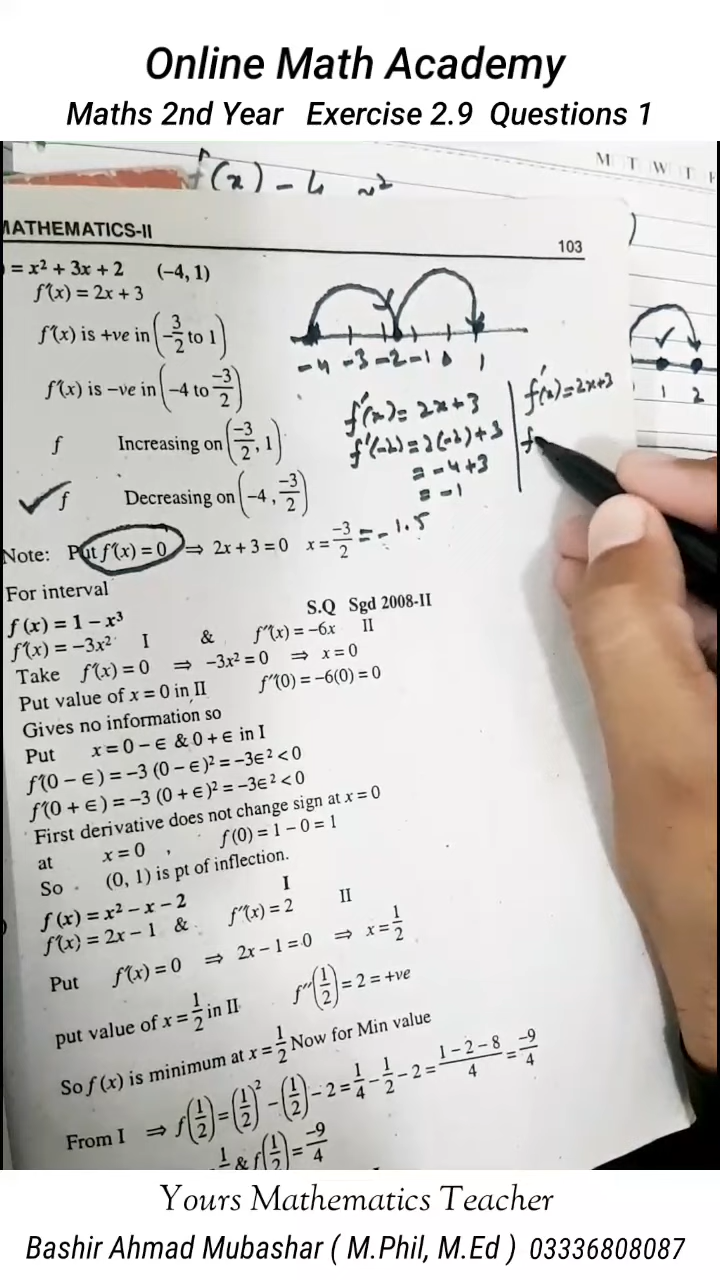 Online Math Academy
Maths 2nd Year   Exercise 2.9  Questions 1
M T W T F
f'(x) - 4 x²
MATHEMATICS-II
103
) = x² + 3x + 2   (–4, 1)
f'(x) = 2x + 3
f'(x) is +ve in (–3/2 to 1)
f'(x) is –ve in (–4 to –3/2)
f   Increasing on (–3/2, 1)
f   Decreasing on (–4, –3/2)
-4 -3 -2 -1 0 1
1 2
f'(x) = 2x+3
f'(-2) = 2(-2)+3
= -4+3
= -1
f'(x) = 2x+3
f
Note: Put f'(x) = 0 ⇒ 2x + 3 = 0   x = –3/2 = -1.5
For interval
S.Q Sgd 2008-II
f (x) = 1 – x³
f'(x) = –3x²   I   &   f''(x) = –6x   II
Take   f'(x) = 0 ⇒ –3x² = 0 ⇒ x = 0
Put value of x = 0 in II   f''(0) = –6(0) = 0
Gives no information so
Put   x = 0 – ∈ & 0 + ∈ in I
f'(0 – ∈) = –3 (0 – ∈)² = –3∈² < 0
f'(0 + ∈) = –3 (0 + ∈)² = –3∈² < 0
First derivative does not change sign at x = 0
at   x = 0 ,   f(0) = 1 – 0 = 1
So   (0, 1) is pt of inflection.
f (x) = x² – x – 2   I
f'(x) = 2x – 1   &   f''(x) = 2   II
Put   f'(x) = 0 ⇒ 2x – 1 = 0 ⇒ x = 1/2
put value of x = 1/2 in II   f''(1/2) = 2 = +ve
So f (x) is minimum at x = 1/2 Now for Min value
From I ⇒ f(1/2) = (1/2)² – (1/2) – 2 = 1/4 – 1/2 – 2 = 1 – 2 – 8/4 = –9/4
1/2 & f(1/2) = –9/4
Yours Mathematics Teacher
Bashir Ahmad Mubashar ( M.Phil, M.Ed )  03336808087